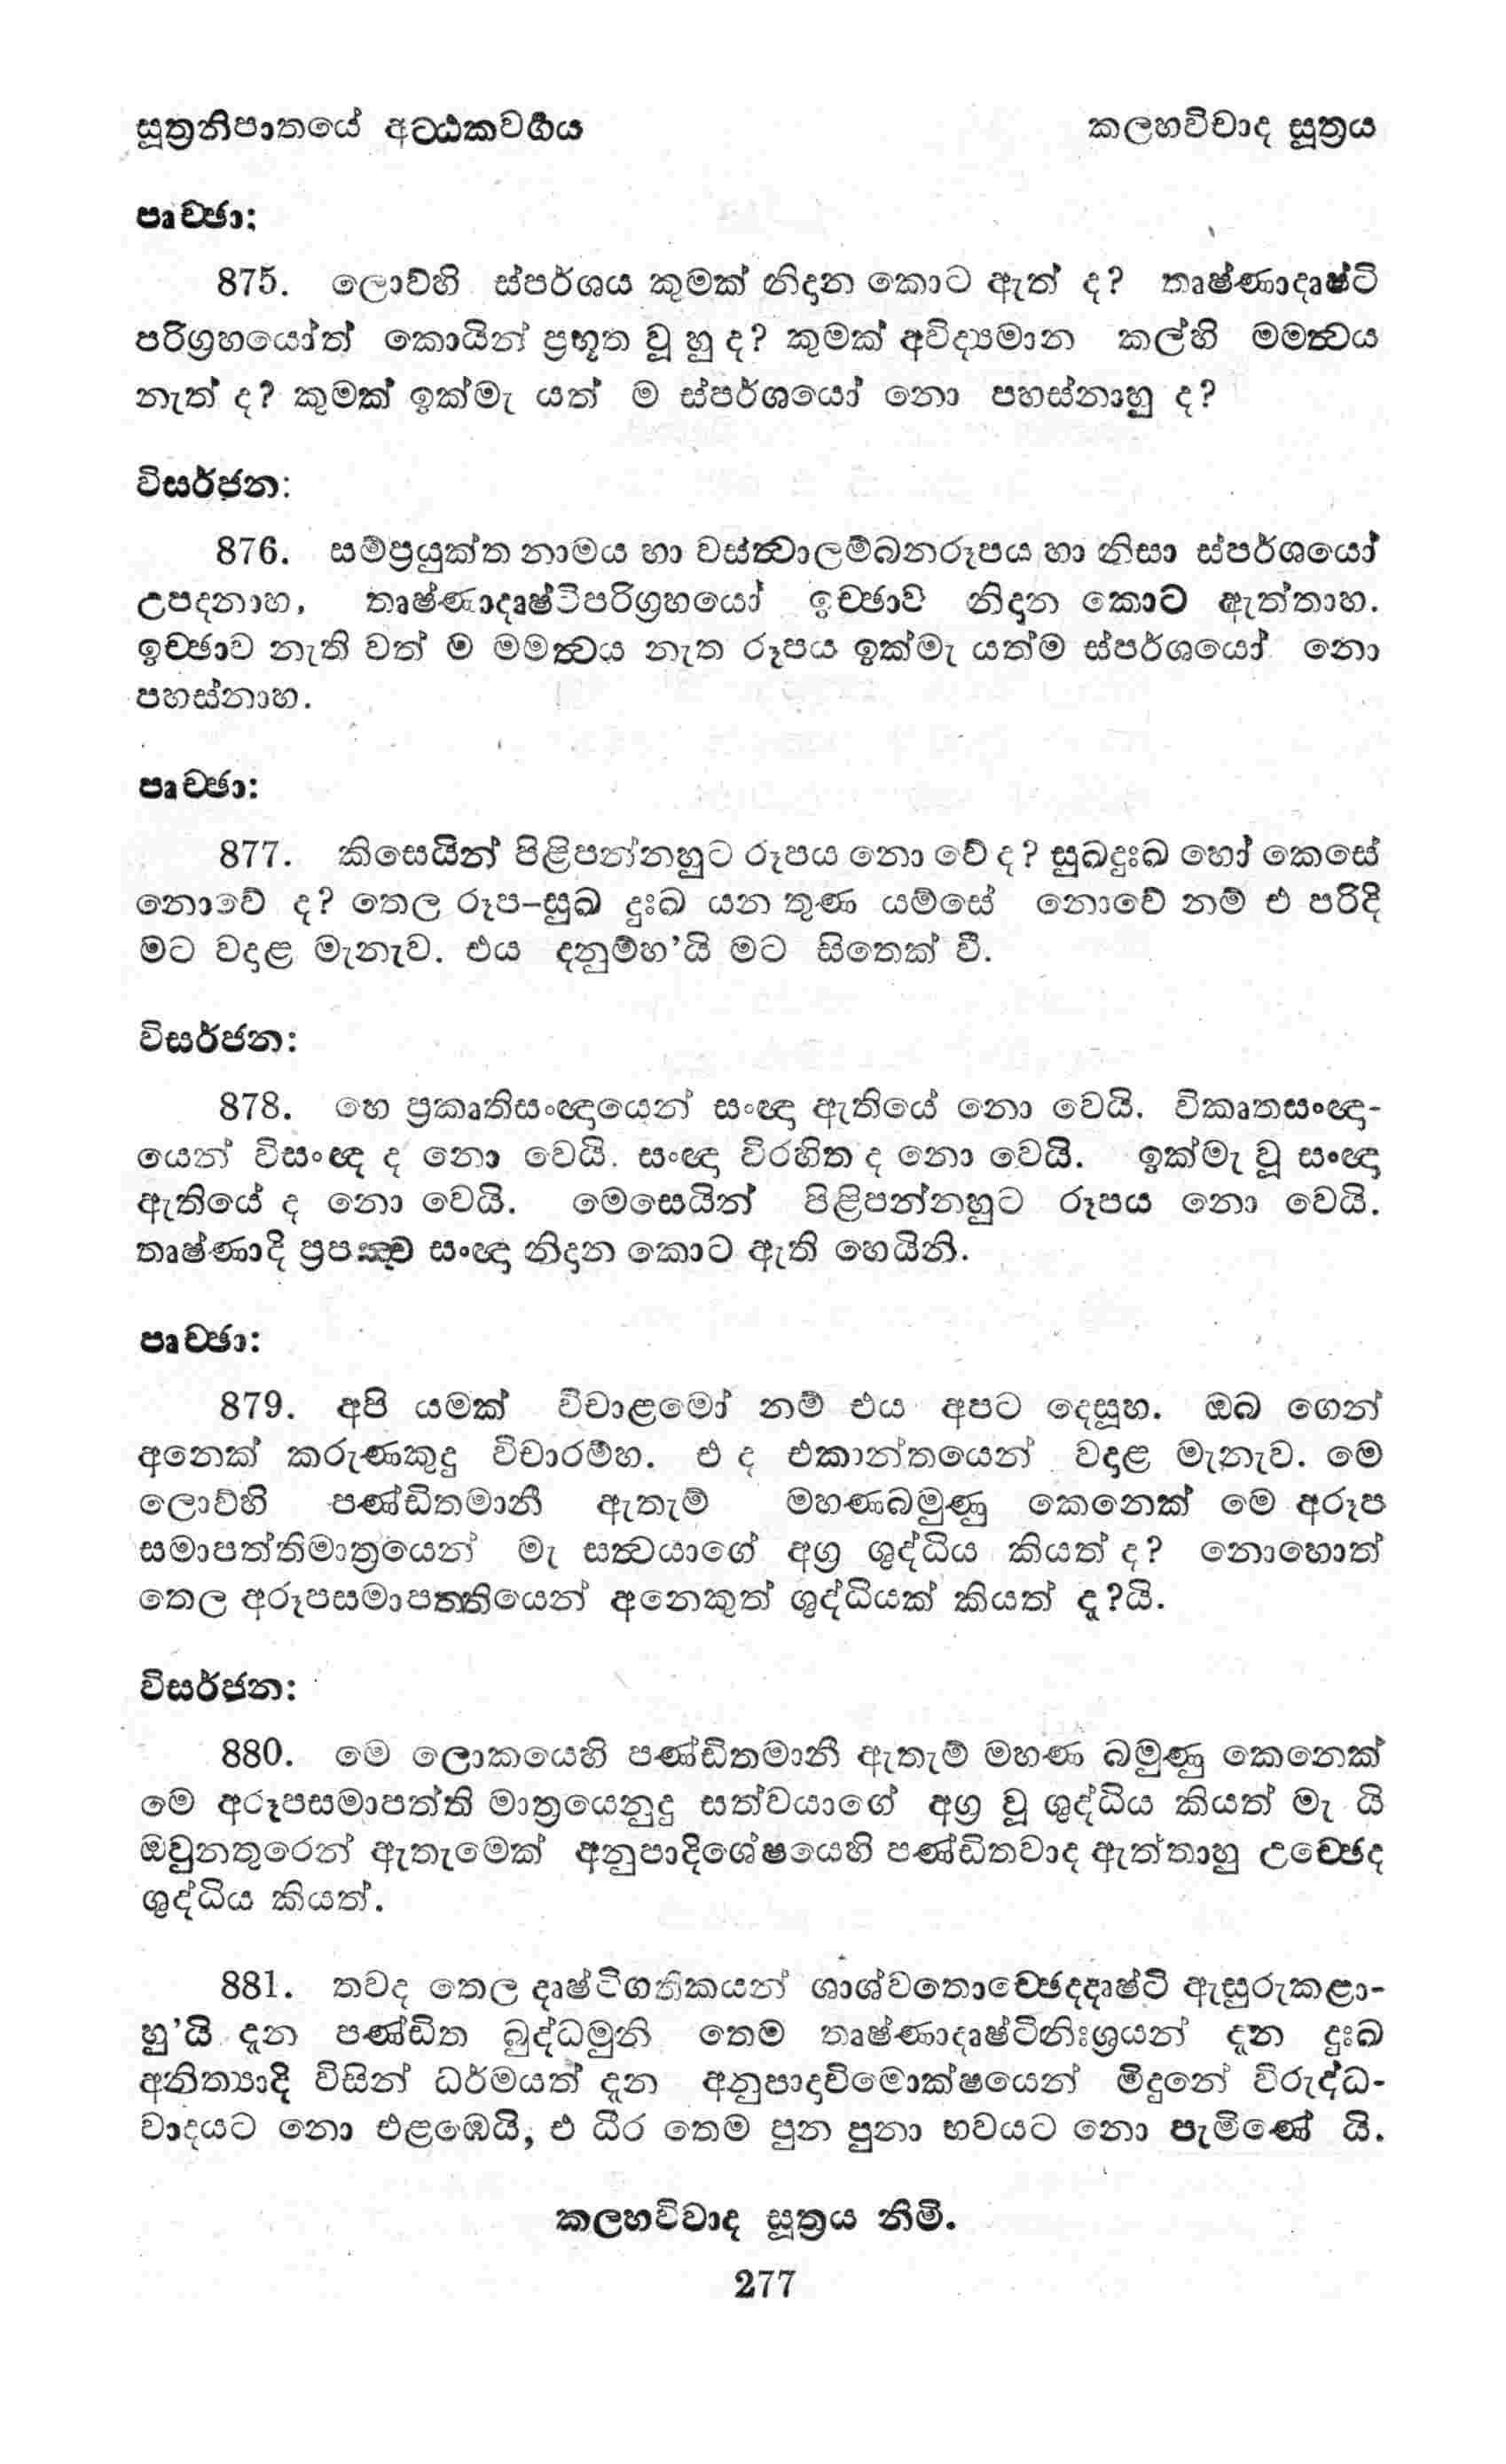 සූත්‍රනිපාතයේ අට්ඨකවර්‍ගය කලහවිවාද සූත්‍රය
පෘච්ඡා:
875. ලොව්හි ස්පර්ශය කුමක් නිදාන කොට ඇත් ද? තෘෂ්ණාදෘෂ්ටි
පරිග්‍රහයෝත් කොයින් ප්‍රභූත වූ හු ද? කුමක් අවිද්‍යමාන කල්හි මමත්‍වය
නැත් ද? කුමක් ඉක්මැ යත් ම ස්පර්ශයෝ නො පහස්නාහු ද?
විසර්ජන:
876. සම්ප්‍රයුක්ත නාමය හා වස්ත්‍වාලම්බනරූපය හා නිසා ස්පර්ශයෝ
උපදනාහ, තෘෂ්ණාදෘෂ්ටිපරිග්‍රහයෝ ඉච්ඡාව නිදාන කොට ඇත්තාහ.
ඉච්ඡාව නැති වත් ම මමත්‍වය නැත රූපය ඉක්මැ යත්ම ස්පර්ශයෝ නො
පහස්නාහ.
පෘච්ඡා:
877. කිසෙයින් පිළිපන්නහුට රූපය නො වේ ද? සුඛදුඃඛ හෝ කෙසේ
නොවේ ද? තෙල රූප-සුඛ දුඃඛ යන තුණ යම්සේ නොවේ නම් එ පරිදි
මට වදාළ මැනැව. එය දනුම්හ'යි මට සිතෙක් වී.
විසර්ජන:
878. හෙ ප්‍රකෘතිසංඥායෙන් සංඥා ඇතියේ නො වෙයි. විකෘතසංඥා-
යෙන් විසංඥ ද නො වෙයි. සංඥා විරහිත ද නො වෙයි. ඉක්මැ වූ සංඥා
ඇතියේ ද නො වෙයි. මෙසෙයින් පිළිපන්නහුට රූපය නො වෙයි.
තෘෂ්ණාදි ප්‍රපඤ්ච සංඥා නිදාන කොට ඇති හෙයිනි.
පෘච්ඡා:
879. අපි යමක් විචාළමෝ නම් එය අපට දෙසූහ. ඔබ ගෙන්
අනෙක් කරුණකුදු විචාරම්හ. එ ද එකාන්තයෙන් වදාළ මැනැව. මෙ
ලොව්හි පණ්ඩිතමානී ඇතැම් මහණබමුණු කෙනෙක් මෙ අරූප
සමාපත්තිමාත්‍රයෙන් මැ සත්‍වයාගේ අග්‍ර ශුද්ධිය කියත් ද? නොහොත්
තෙල අරූපසමාපත්තියෙන් අනෙකුත් ශුද්ධියක් කියත් ද?යි.
විසර්ජන:
880. මෙ ලොකයෙහි පණ්ඩිතමානී ඇතැම් මහණ බමුණු කෙනෙක්
මෙ අරූපසමාපත්ති මාත්‍රයෙනුදු සත්වයාගේ අග්‍ර වූ ශුද්ධිය කියත් මැ යි
ඔවුනතුරෙන් ඇතැමෙක් අනුපාදිශේෂයෙහි පණ්ඩිතවාද ඇත්තාහු උච්ඡෙද
ශුද්ධිය කියත්.
881. තවද තෙල දෘෂ්ටිගතිකයන් ශාශ්වතොච්ඡෙදදෘෂ්ටි ඇසුරුකළා-
හු'යි දැන පණ්ඩිත බුද්ධමුනි තෙම තෘෂ්ණාදෘෂ්ටිනිඃශ්‍රයන් දැන දුඃඛ
අනිත්‍යාදි විසින් ධර්මයන් දැන අනුපාදාවිමොක්ෂයෙන් මිදුනේ විරුද්ධ-
වාදයට නො එළඹෙයි, එ ධීර තෙම පුන පුනා භවයට නො පැමිණේ යි.
කලහවිවාද සූත්‍රය නිමි.
277